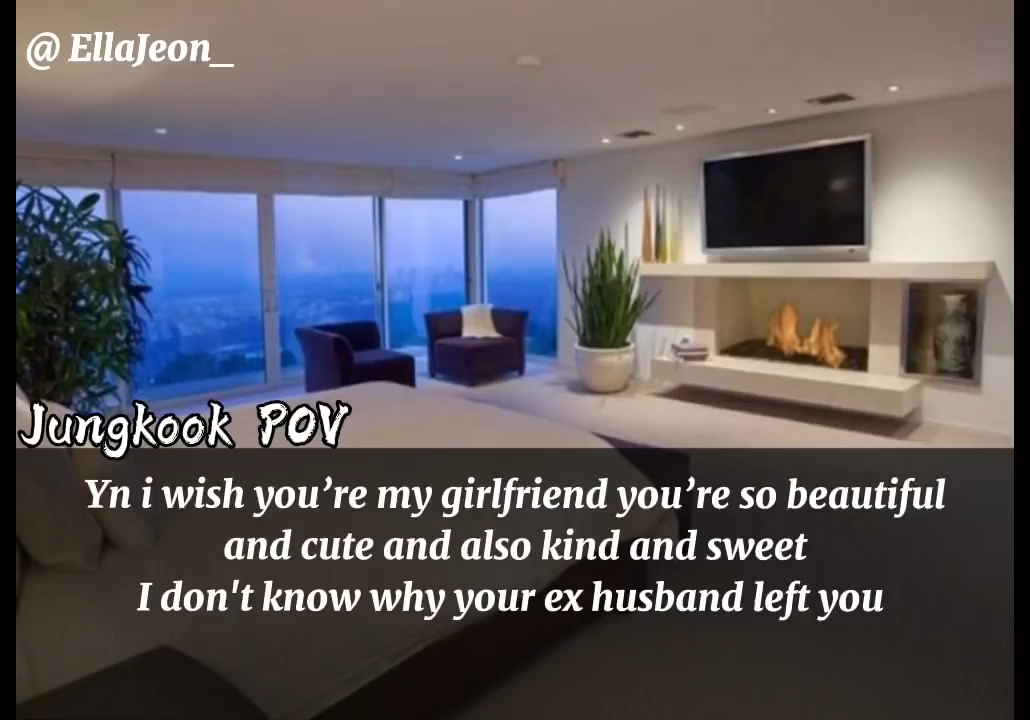 @ EllaJeon_
Jungkook POV
Yn i wish you’re my girlfriend you’re so beautiful
and cute and also kind and sweet
I don't know why your ex husband left you